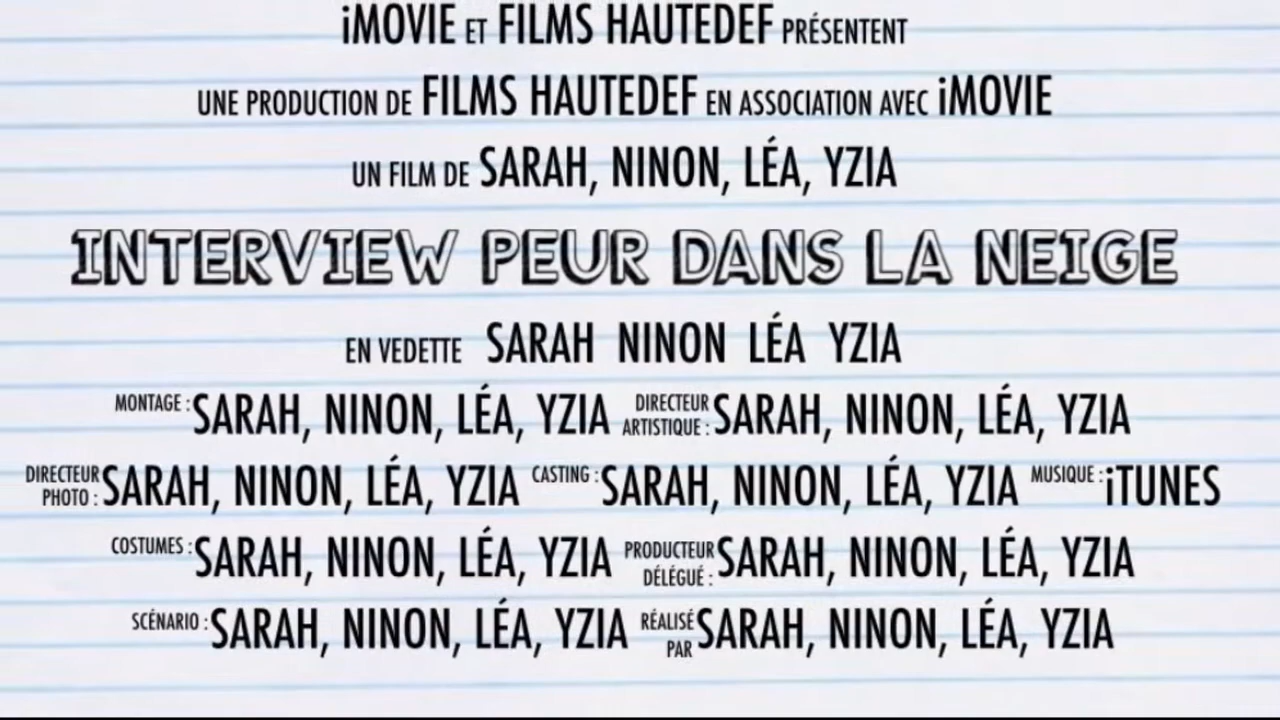 iMOVIE ET FILMS HAUTEDEF PRÉSENTENT
UNE PRODUCTION DE FILMS HAUTEDEF EN ASSOCIATION AVEC iMOVIE
UN FILM DE SARAH, NINON, LÉA, YZIA
INTERVIEW PEUR DANS LA NEIGE
EN VEDETTE SARAH NINON LÉA YZIA
MONTAGE : SARAH, NINON, LÉA, YZIA DIRECTEUR ARTISTIQUE : SARAH, NINON, LÉA, YZIA
DIRECTEUR PHOTO : SARAH, NINON, LÉA, YZIA CASTING : SARAH, NINON, LÉA, YZIA MUSIQUE : iTUNES
COSTUMES : SARAH, NINON, LÉA, YZIA PRODUCTEUR DÉLÉGUÉ : SARAH, NINON, LÉA, YZIA
SCÉNARIO : SARAH, NINON, LÉA, YZIA RÉALISÉ PAR SARAH, NINON, LÉA, YZIA